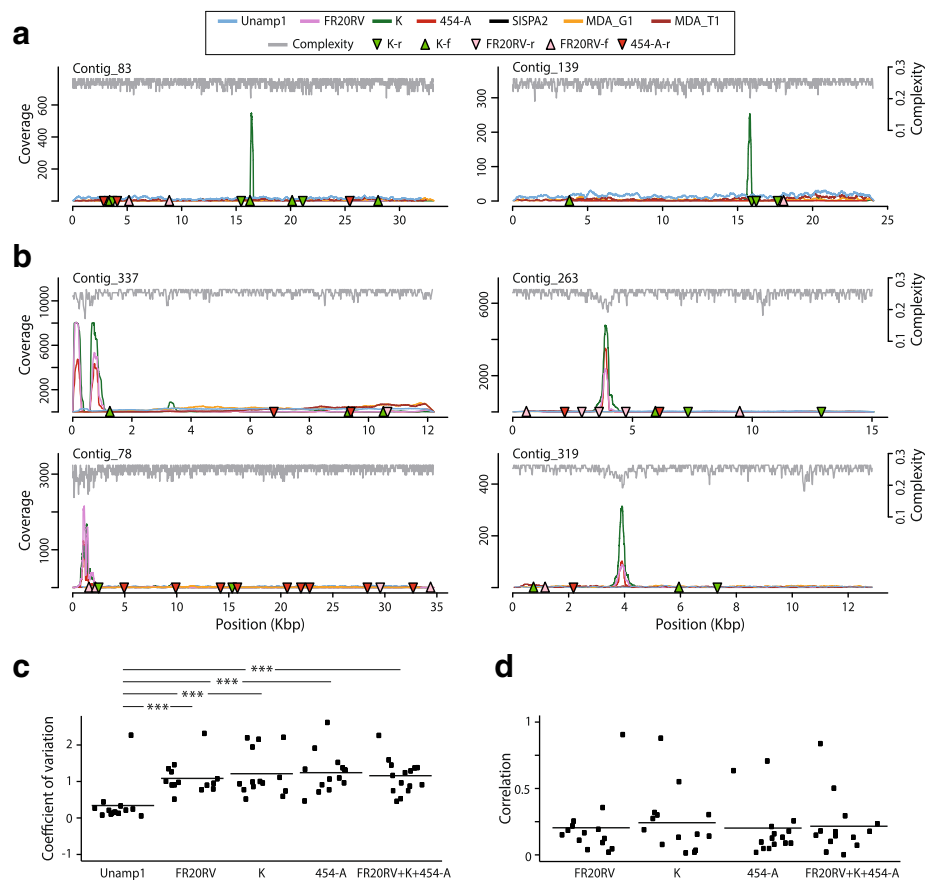 Unamp1 FR20RV K 454-A SISPA2 MDA_G1 MDA_T1
Complexity K-r K-f FR20RV-r FR20RV-f 454-A-r
a
Contig_83
Coverage
600
400
200
0 5 10 15 20 25 30
Contig_139
300
200
100
0
0 5 10 15 20 25
0.3
0.2
0.1
Complexity
b
Contig_337
Coverage
10000
6000
2000
0 2 4 6 8 10 12
Contig_263
6000
2000
0 5 10 15
0.3
0.2
0.1
Complexity
Contig_78
Coverage
3000
1000
0 5 10 15 20 25 30 35
Position (Kbp)
Contig_319
400
200
0 2 4 6 8 10 12
Position (Kbp)
0.3
0.2
0.1
Complexity
c
***
***
***
***
Coefficient of variation
2
1
0
-1
Unamp1 FR20RV K 454-A FR20RV+K+454-A
d
Correlation
1
0.5
0
FR20RV K 454-A FR20RV+K+454-A